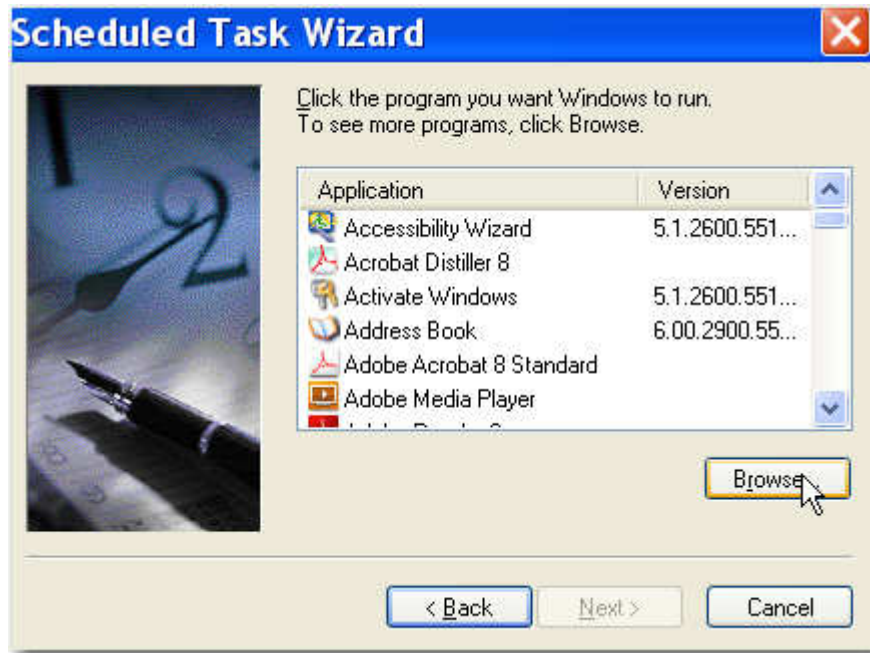 Scheduled Task Wizard
Click the program you want Windows to run.
To see more programs, click Browse.
Application Version
Accessibility Wizard 5.1.2600.551...
Acrobat Distiller 8
Activate Windows 5.1.2600.551...
Address Book 6.00.2900.55...
Adobe Acrobat 8 Standard
Adobe Media Player
Browse...
< Back Next > Cancel